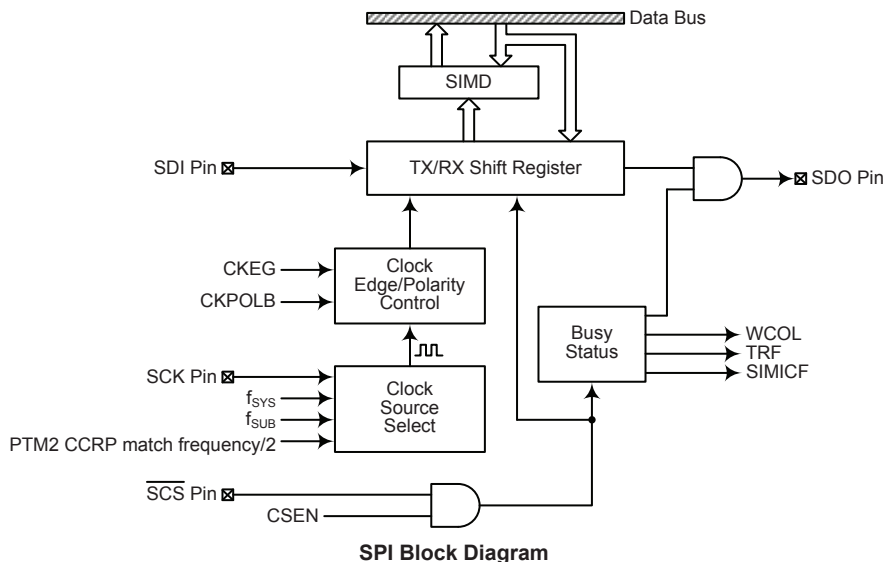 Data Bus
SIMD
SDI Pin
TX/RX Shift Register
SDO Pin
CKEG
CKPOLB
Clock
Edge/Polarity
Control
Busy
Status
WCOL
TRF
SIMICF
SCK Pin
fSYS
fSUB
PTM2 CCRP match frequency/2
Clock
Source
Select
SCS Pin
CSEN
SPI Block Diagram